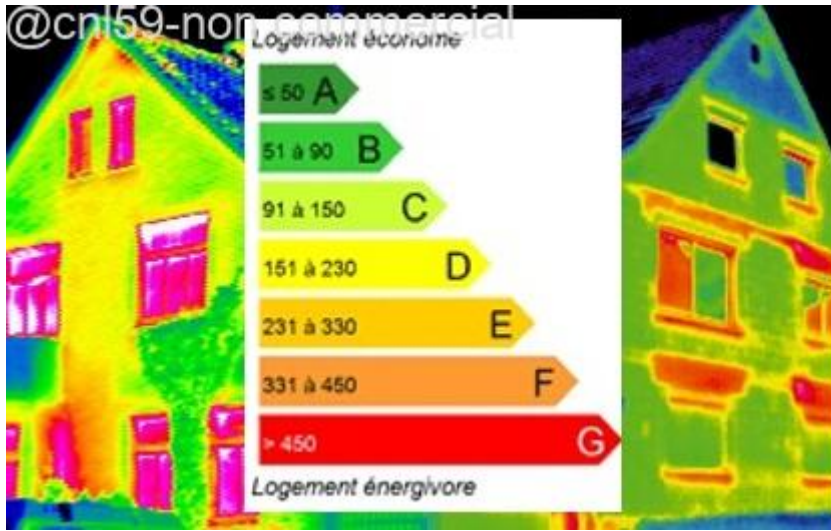 @cnl59-non commercial
Logement économe
≤ 50 A
51 à 90 B
91 à 150 C
151 à 230 D
231 à 330 E
331 à 450 F
> 450 G
Logement énergivore